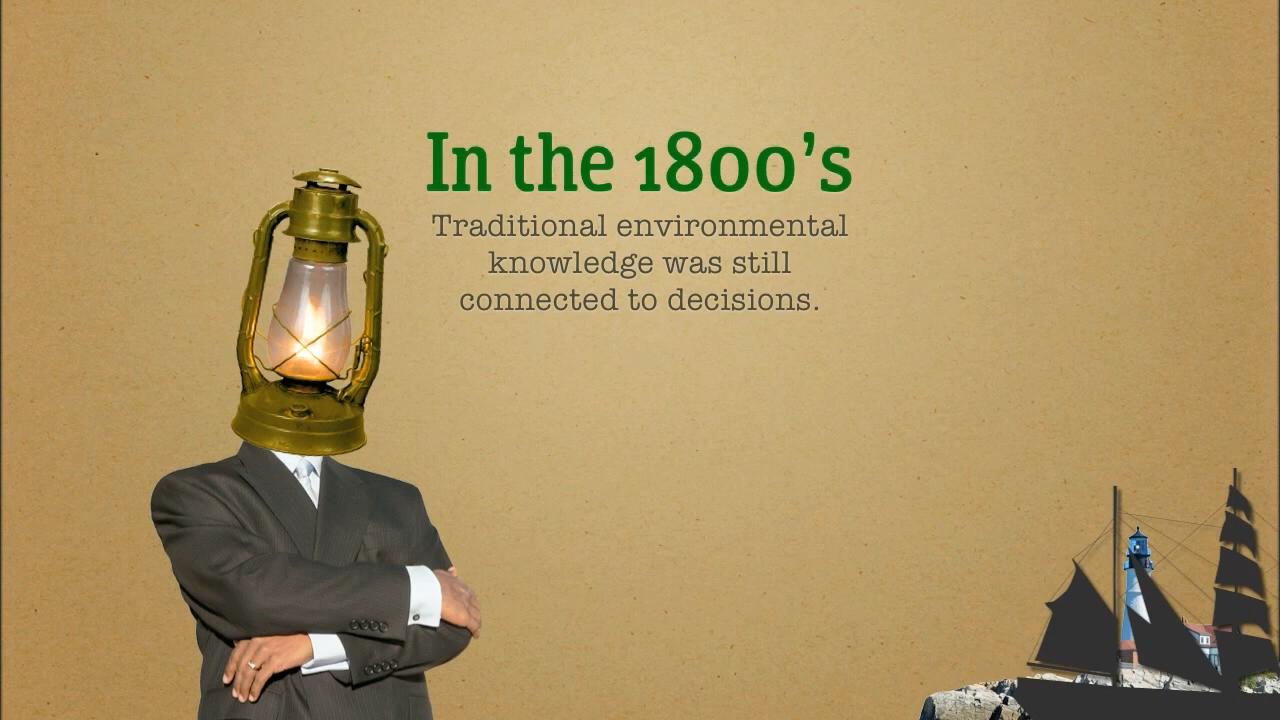 In the 1800's
Traditional environmental
knowledge was still
connected to decisions.